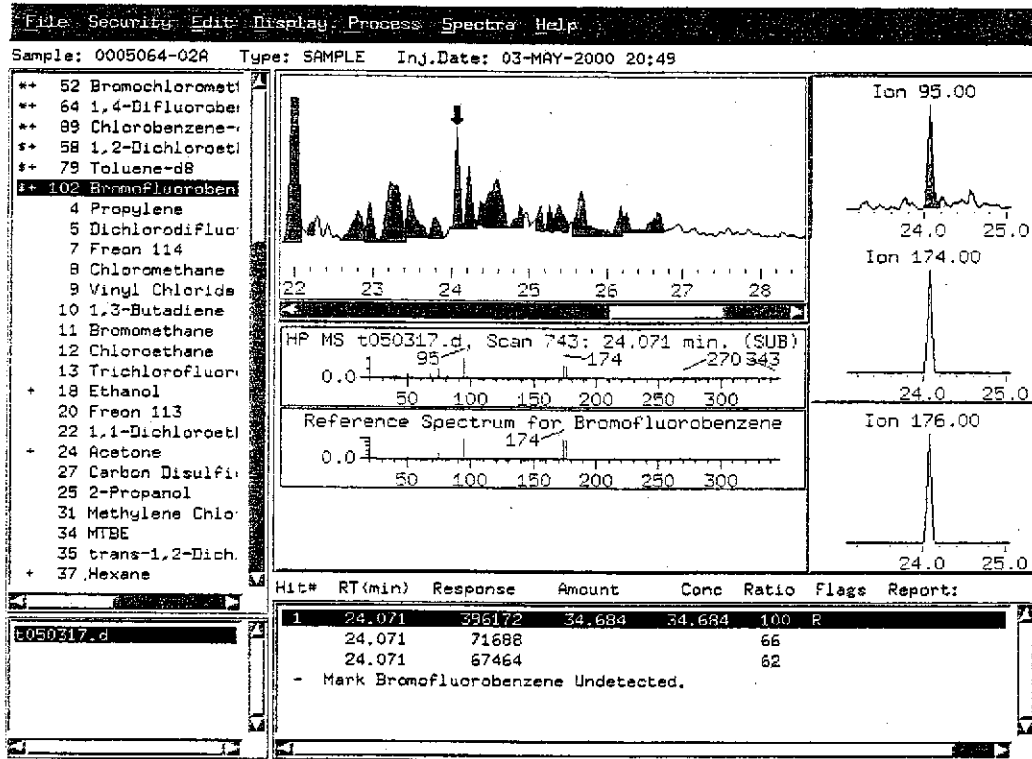 File Security Edit Display Process Spectra Help
Sample: 0005064-02A Type: SAMPLE Inj.Date: 03-MAY-2000 20:49
*+ 52 Bromochloromet
*+ 64 1,4-Difluorober
*+ 89 Chlorobenzene-
$+ 58 1,2-Dichloroetl
$+ 79 Toluene-d8
$+ 102 Bromofluoroben
4 Propylene
5 Dichlorodifluo
7 Freon 114
8 Chloromethane
9 Vinyl Chloride
10 1,3-Butadiene
11 Bromomethane
12 Chloroethane
13 Trichlorofluor
+ 18 Ethanol
20 Freon 113
22 1,1-Dichloroetl
+ 24 Acetone
27 Carbon Disulfi
25 2-Propanol
31 Methylene Chlo
34 MTBE
35 trans-1,2-Dich
+ 37 Hexane
t050317.d
22 23 24 25 26 27 28
HP MS t050317.d, Scan 743: 24.071 min. (SUB)
95 174 270 343
0.0
50 100 150 200 250 300
Reference Spectrum for Bromofluorobenzene
174
0.0
50 100 150 200 250 300
Ion 95.00
24.0 25.0
Ion 174.00
24.0 25.0
Ion 176.00
24.0 25.0
Hit# RT(min) Response Amount Conc Ratio Flags Report:
1 24.071 396172 34.684 34.684 100 R
24.071 71688 66
24.071 67464 62
- Mark Bromofluorobenzene Undetected.